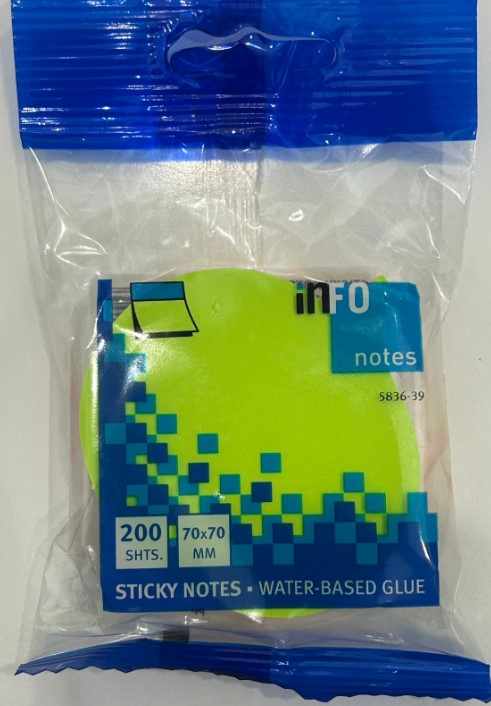 iNFO
notes
5836-39
200
SHTS.
70x70
MM
STICKY NOTES ▪ WATER-BASED GLUE